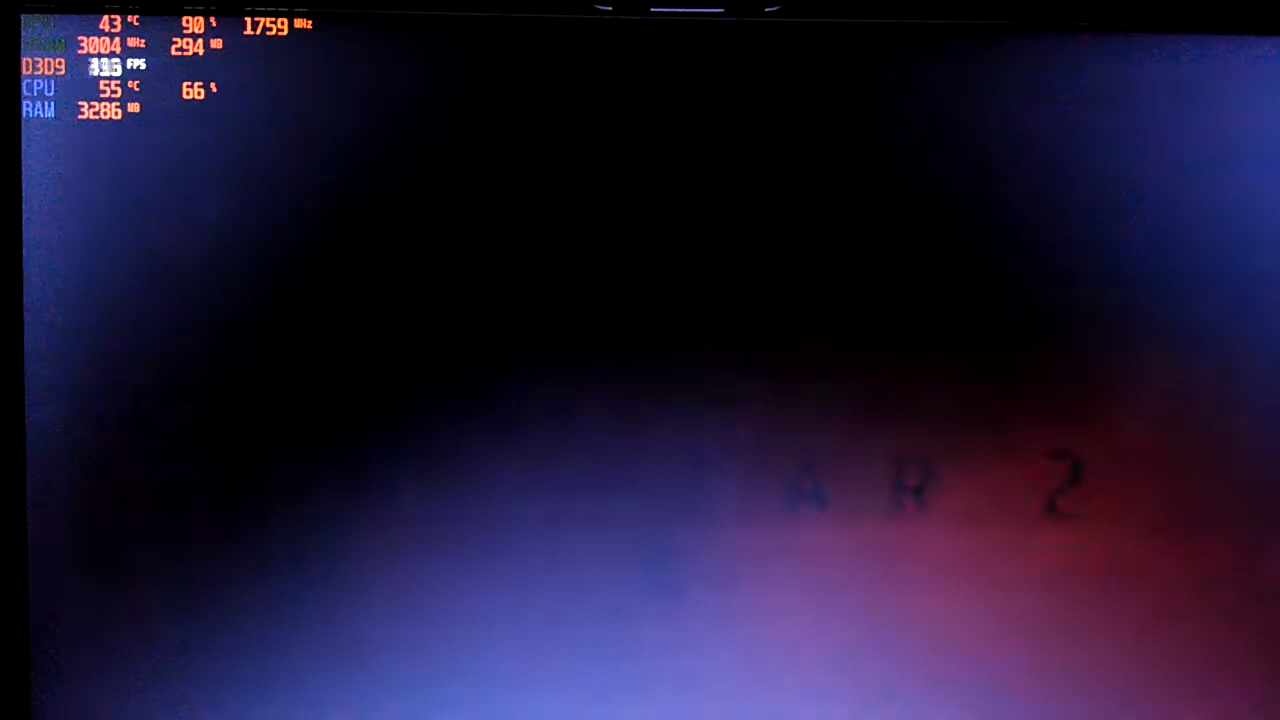 43 °C 90 % 1759 MHz
3004 MHz 294 MB
D3D9 FPS
CPU 55 °C 66 %
RAM 3286 MB
A R 2